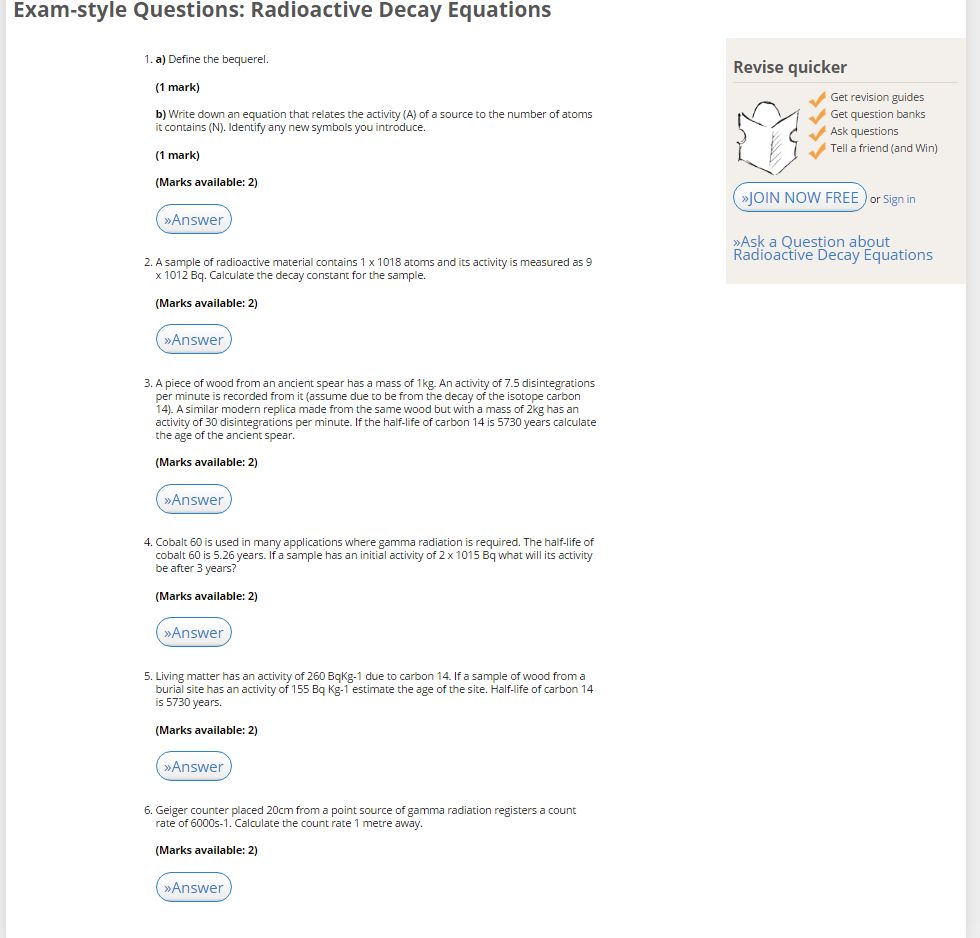 Exam-style Questions: Radioactive Decay Equations
1. a) Define the bequerel.
(1 mark)
b) Write down an equation that relates the activity (A) of a source to the number of atoms
it contains (N). Identify any new symbols you introduce.
(1 mark)
(Marks available: 2)
»Answer
2. A sample of radioactive material contains 1 x 1018 atoms and its activity is measured as 9
x 1012 Bq. Calculate the decay constant for the sample.
(Marks available: 2)
»Answer
3. A piece of wood from an ancient spear has a mass of 1kg. An activity of 7.5 disintegrations
per minute is recorded from it (assume due to be from the decay of the isotope carbon
14). A similar modern replica made from the same wood but with a mass of 2kg has an
activity of 30 disintegrations per minute. If the half-life of carbon 14 is 5730 years calculate
the age of the ancient spear.
(Marks available: 2)
»Answer
4. Cobalt 60 is used in many applications where gamma radiation is required. The half-life of
cobalt 60 is 5.26 years. If a sample has an initial activity of 2 x 1015 Bq what will its activity
be after 3 years?
(Marks available: 2)
»Answer
5. Living matter has an activity of 260 BqKg-1 due to carbon 14. If a sample of wood from a
burial site has an activity of 155 Bq Kg-1 estimate the age of the site. Half-life of carbon 14
is 5730 years.
(Marks available: 2)
»Answer
6. Geiger counter placed 20cm from a point source of gamma radiation registers a count
rate of 6000s-1. Calculate the count rate 1 metre away.
(Marks available: 2)
»Answer
Revise quicker
Get revision guides
Get question banks
Ask questions
Tell a friend (and Win)
»JOIN NOW FREE or Sign in
»Ask a Question about
Radioactive Decay Equations